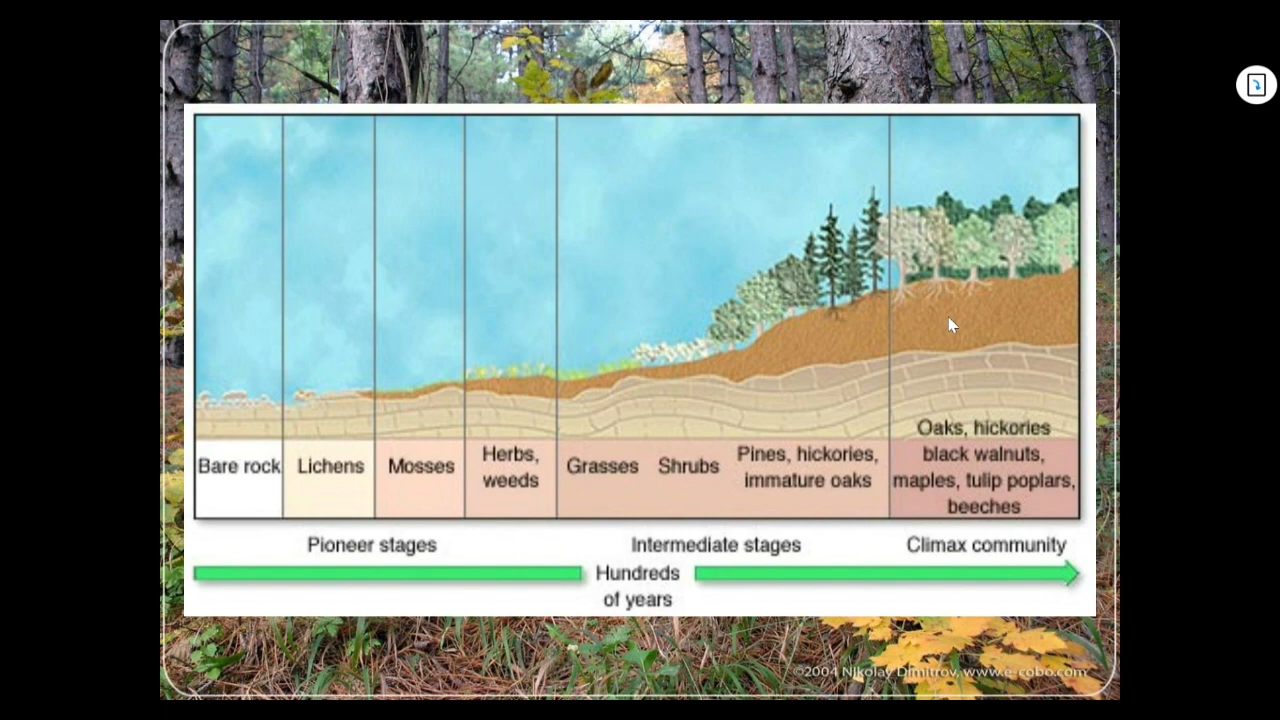 Bare rock
Lichens
Mosses
Herbs,
weeds
Grasses
Shrubs
Pines, hickories,
immature oaks
Oaks, hickories
black walnuts,
maples, tulip poplars,
beeches
Pioneer stages
Intermediate stages
Climax community
Hundreds
of years
©2004 Nikolay Dimitrov, www.e-cobo.com